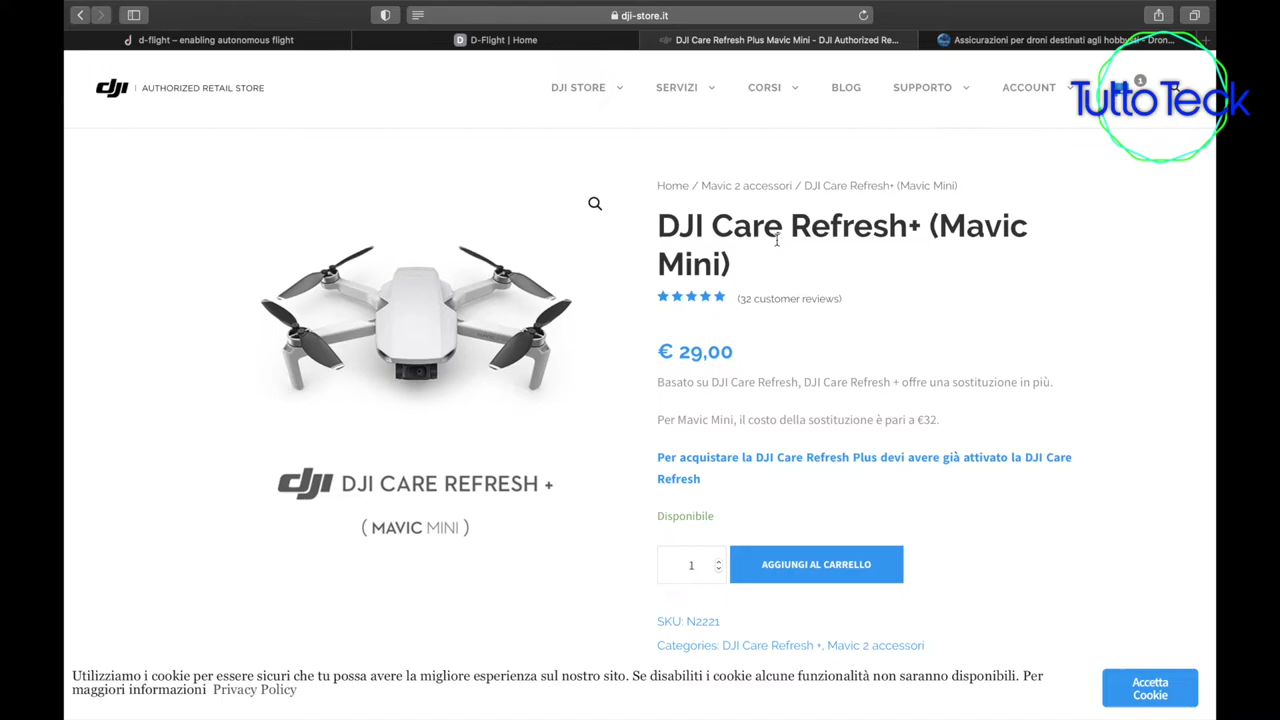 dji-store.it
d-flight – enabling autonomous flight
D-Flight | Home
DJI Care Refresh Plus Mavic Mini - DJI Authorized Re...
Assicurazioni per droni destinati agli hobbysti - Dron...
dji AUTHORIZED RETAIL STORE
DJI STORE
SERVIZI
CORSI
BLOG
SUPPORTO
ACCOUNT
1
TuttoTeck
Home / Mavic 2 accessori / DJI Care Refresh+ (Mavic Mini)
DJI Care Refresh+ (Mavic
Mini)
(32 customer reviews)
€ 29,00
Basato su DJI Care Refresh, DJI Care Refresh + offre una sostituzione in più.
Per Mavic Mini, il costo della sostituzione è pari a €32.
Per acquistare la DJI Care Refresh Plus devi avere già attivato la DJI Care
Refresh
Disponibile
1
AGGIUNGI AL CARRELLO
SKU: N2221
Categories: DJI Care Refresh +, Mavic 2 accessori
dji DJI CARE REFRESH +
( MAVIC MINI )
Utilizziamo i cookie per essere sicuri che tu possa avere la migliore esperienza sul nostro sito. Se disabiliti i cookie alcune funzionalità non saranno disponibili. Per
maggiori informazioni Privacy Policy
Accetta
Cookie